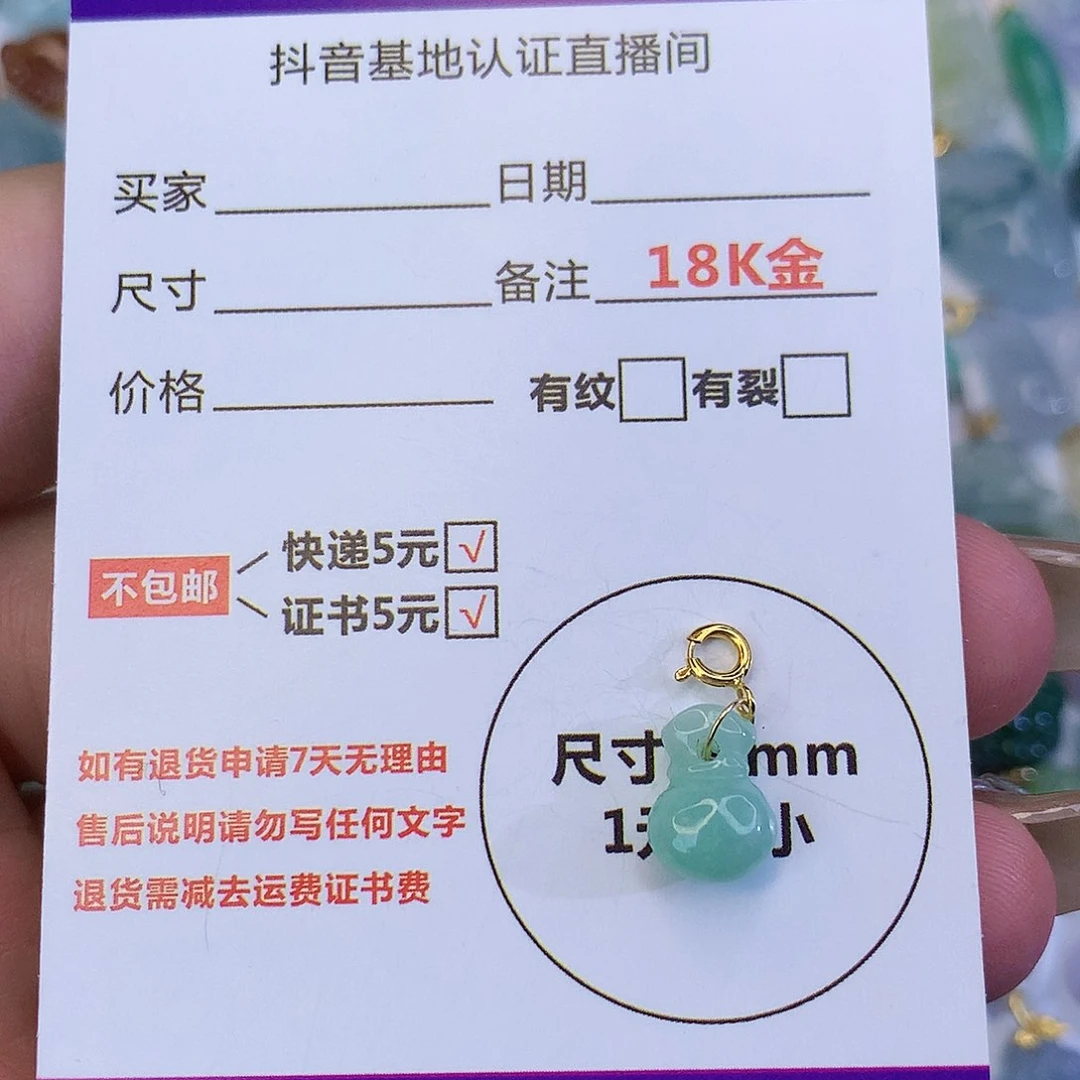 抖音基地认证直播间
买家 日期
尺寸 备注 18K金
价格 有纹 有裂
不包邮
快递5元 √
证书5元 √
如有退货申请7天无理由
售后说明请勿写任何文字
退货需减去运费证书费
尺寸 mm
1 小